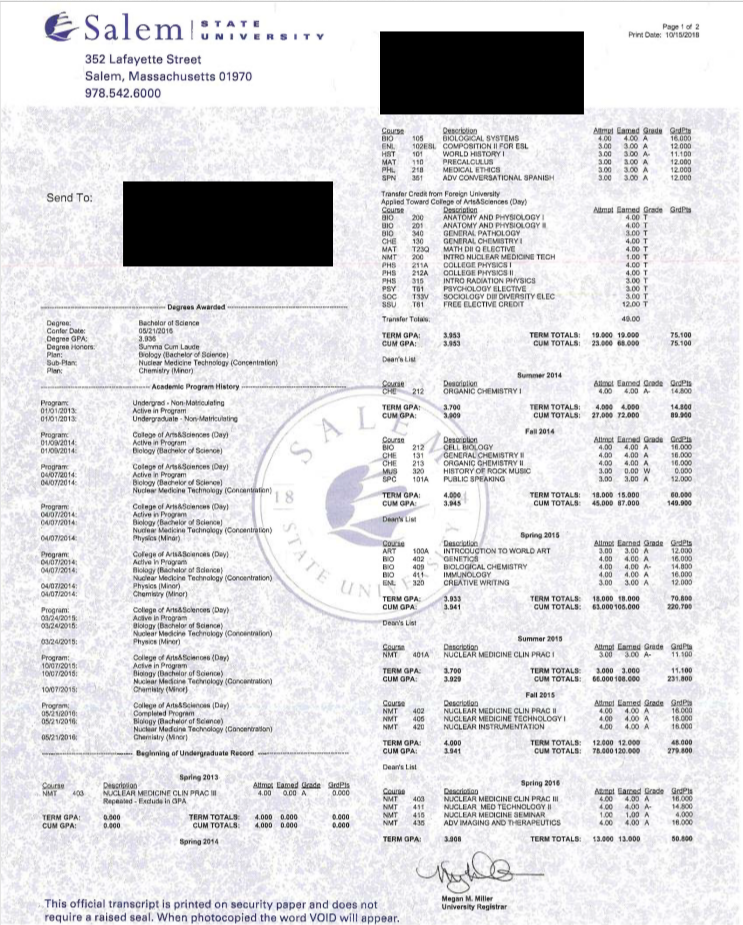 Salem STATE UNIVERSITY
352 Lafayette Street
Salem, Massachusetts 01970
978.542.6000
Page 1 of 2
Print Date: 10/15/2018
Send To:
Degrees Awarded
Degree: Bachelor of Science
Confer Date: 05/21/2016
Degree GPA: 3.936
Degree Honors: Summa Cum Laude
Plan: Biology (Bachelor of Science)
Sub-Plan: Nuclear Medicine Technology (Concentration)
Plan: Chemistry (Minor)
Academic Program History
Program: Undergrad - Non-Matriculating
01/01/2013: Active in Program
01/01/2013: Undergraduate - Non-Matriculating
Program: College of Arts&Sciences (Day)
01/09/2014: Active in Program
01/09/2014: Biology (Bachelor of Science)
Program: College of Arts&Sciences (Day)
04/07/2014: Active in Program
04/07/2014: Biology (Bachelor of Science)
Nuclear Medicine Technology (Concentration)
Program: College of Arts&Sciences (Day)
04/07/2014: Active in Program
04/07/2014: Biology (Bachelor of Science)
Nuclear Medicine Technology (Concentration)
04/07/2014: Physics (Minor)
Program: College of Arts&Sciences (Day)
04/07/2014: Active in Program
04/07/2014: Biology (Bachelor of Science)
Nuclear Medicine Technology (Concentration)
04/07/2014: Physics (Minor)
04/07/2014: Chemistry (Minor)
Program: College of Arts&Sciences (Day)
03/24/2015: Active in Program
03/24/2015: Biology (Bachelor of Science)
Nuclear Medicine Technology (Concentration)
03/24/2015: Physics (Minor)
Program: College of Arts&Sciences (Day)
10/07/2015: Active in Program
10/07/2015: Biology (Bachelor of Science)
Nuclear Medicine Technology (Concentration)
10/07/2015: Chemistry (Minor)
Program: College of Arts&Sciences (Day)
05/21/2016: Completed Program
05/21/2016: Biology (Bachelor of Science)
Nuclear Medicine Technology (Concentration)
05/21/2016: Chemistry (Minor)
Beginning of Undergraduate Record
Spring 2013
Course Description Attmpt Earned Grade GrdPts
NMT 403 NUCLEAR MEDICINE CLIN PRAC III 4.00 0.00 A 0.000
Repeated - Exclude in GPA
TERM GPA: 0.000 TERM TOTALS: 4.000 0.000 0.000
CUM GPA: 0.000 CUM TOTALS: 4.000 0.000 0.000
Spring 2014
Course Description Attmpt Earned Grade GrdPts
BIO 105 BIOLOGICAL SYSTEMS 4.00 4.00 A 16.000
ENL 102ESL COMPOSITION II FOR ESL 3.00 3.00 A 12.000
HST 101 WORLD HISTORY I 3.00 3.00 A- 11.100
MAT 110 PRECALCULUS 3.00 3.00 A 12.000
PHL 218 MEDICAL ETHICS 3.00 3.00 A 12.000
SPN 351 ADV CONVERSATIONAL SPANISH 3.00 3.00 A 12.000
Transfer Credit from Foreign University
Applied Toward College of Arts&Sciences (Day)
Course Description Attmpt Earned Grade GrdPts
BIO 200 ANATOMY AND PHYSIOLOGY I 4.00 T
BIO 201 ANATOMY AND PHYSIOLOGY II 4.00 T
BIO 340 GENERAL PATHOLOGY 3.00 T
CHE 130 GENERAL CHEMISTRY I 4.00 T
MAT T23Q MATH DII Q ELECTIVE 4.00 T
NMT 200 INTRO NUCLEAR MEDICINE TECH 1.00 T
PHS 211A COLLEGE PHYSICS I 4.00 T
PHS 212A COLLEGE PHYSICS II 4.00 T
PHS 315 INTRO RADIATION PHYSICS 3.00 T
PSY T81 PSYCHOLOGY ELECTIVE 3.00 T
SOC T33V SOCIOLOGY DIII DIVERSITY ELEC 3.00 T
SSU T81 FREE ELECTIVE CREDIT 12.00 T
Transfer Totals: 49.00
TERM GPA: 3.953 TERM TOTALS: 19.000 19.000 75.100
CUM GPA: 3.953 CUM TOTALS: 23.000 68.000 75.100
Dean's List
Summer 2014
Course Description Attmpt Earned Grade GrdPts
CHE 212 ORGANIC CHEMISTRY I 4.00 4.00 A- 14.800
TERM GPA: 3.700 TERM TOTALS: 4.000 4.000 14.800
CUM GPA: 3.909 CUM TOTALS: 27.000 72.000 89.900
Fall 2014
Course Description Attmpt Earned Grade GrdPts
BIO 212 CELL BIOLOGY 4.00 4.00 A 16.000
CHE 131 GENERAL CHEMISTRY II 4.00 4.00 A 16.000
CHE 213 ORGANIC CHEMISTRY II 4.00 4.00 A 16.000
MUS 320 HISTORY OF ROCK MUSIC 3.00 0.00 W 0.000
SPC 101A PUBLIC SPEAKING 3.00 3.00 A 12.000
TERM GPA: 4.000 TERM TOTALS: 18.000 15.000 60.000
CUM GPA: 3.945 CUM TOTALS: 45.000 87.000 149.900
Dean's List
Spring 2015
Course Description Attmpt Earned Grade GrdPts
ART 100A INTRODUCTION TO WORLD ART 3.00 3.00 A 12.000
BIO 402 GENETICS 4.00 4.00 A 16.000
BIO 409 BIOLOGICAL CHEMISTRY 4.00 4.00 A- 14.800
BIO 411 IMMUNOLOGY 4.00 4.00 A 16.000
ENL 320 CREATIVE WRITING 3.00 3.00 A 12.000
TERM GPA: 3.933 TERM TOTALS: 18.000 18.000 70.800
CUM GPA: 3.941 CUM TOTALS: 63.000 105.000 220.700
Dean's List
Summer 2015
Course Description Attmpt Earned Grade GrdPts
NMT 401A NUCLEAR MEDICINE CLIN PRAC I 3.00 3.00 A- 11.100
TERM GPA: 3.700 TERM TOTALS: 3.000 3.000 11.100
CUM GPA: 3.929 CUM TOTALS: 66.000 108.000 231.800
Fall 2015
Course Description Attmpt Earned Grade GrdPts
NMT 402 NUCLEAR MEDICINE CLIN PRAC II 4.00 4.00 A 16.000
NMT 405 NUCLEAR MEDICINE TECHNOLOGY I 4.00 4.00 A 16.000
NMT 420 NUCLEAR INSTRUMENTATION 4.00 4.00 A 16.000
TERM GPA: 4.000 TERM TOTALS: 12.000 12.000 48.000
CUM GPA: 3.941 CUM TOTALS: 78.000 120.000 279.800
Dean's List
Spring 2016
Course Description Attmpt Earned Grade GrdPts
NMT 403 NUCLEAR MEDICINE CLIN PRAC III 4.00 4.00 A 16.000
NMT 411 NUCLEAR MED TECHNOLOGY II 4.00 4.00 A- 14.800
NMT 415 NUCLEAR MEDICINE SEMINAR 1.00 1.00 A 4.000
NMT 435 ADV IMAGING AND THERAPEUTICS 4.00 4.00 A 16.000
TERM GPA: 3.908 TERM TOTALS: 13.000 13.000 50.800
Megan M. Miller
University Registrar
This official transcript is printed on security paper and does not
require a raised seal. When photocopied the word VOID will appear.
SALEM
STATE UNI
18